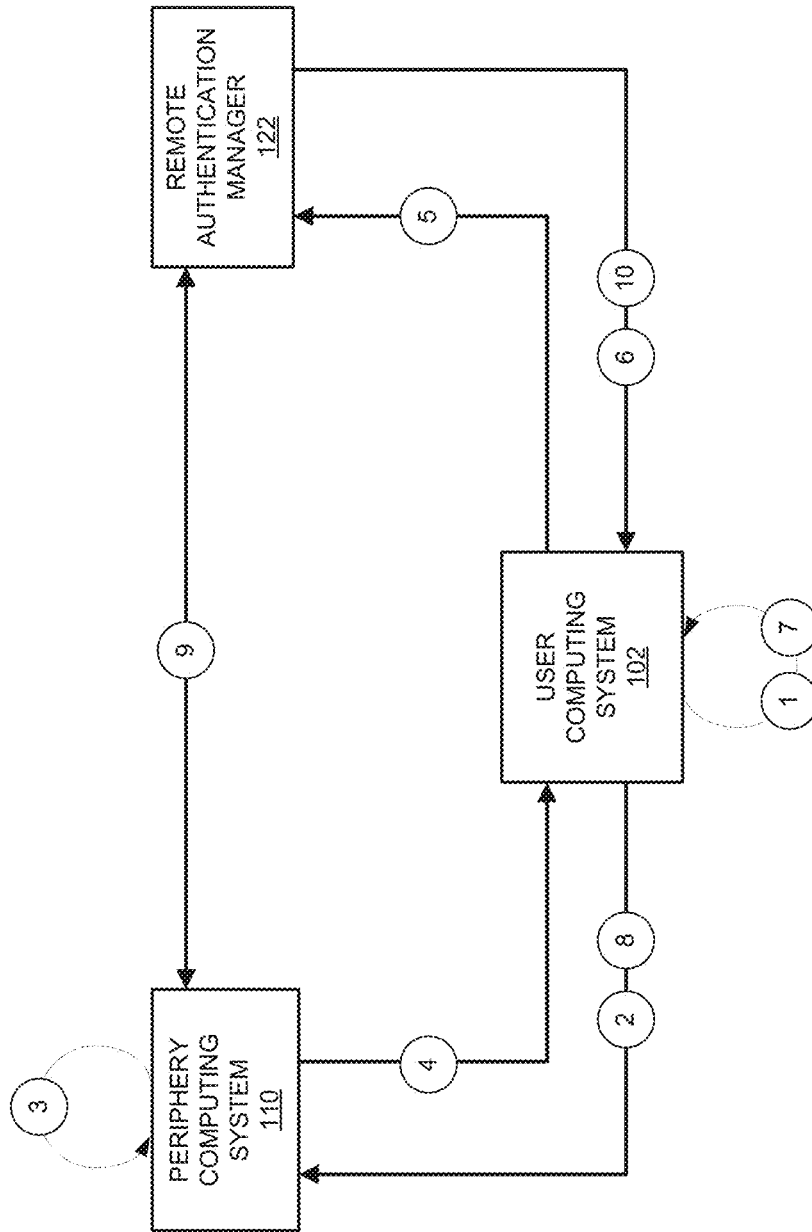 PERIPHERY
COMPUTING
SYSTEM
110
REMOTE
AUTHENTICATION
MANAGER
122
USER
COMPUTING
SYSTEM
102
3
9
4
5
2
8
6
10
1
7